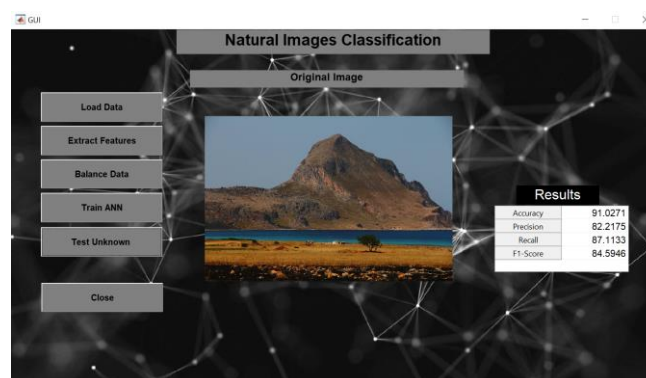 GUI
Natural Images Classification
Original Image
Load Data
Extract Features
Balance Data
Train ANN
Test Unknown
Close
Results
Accuracy 91.0271
Precision 82.2175
Recall 87.1133
F1-Score 84.5946